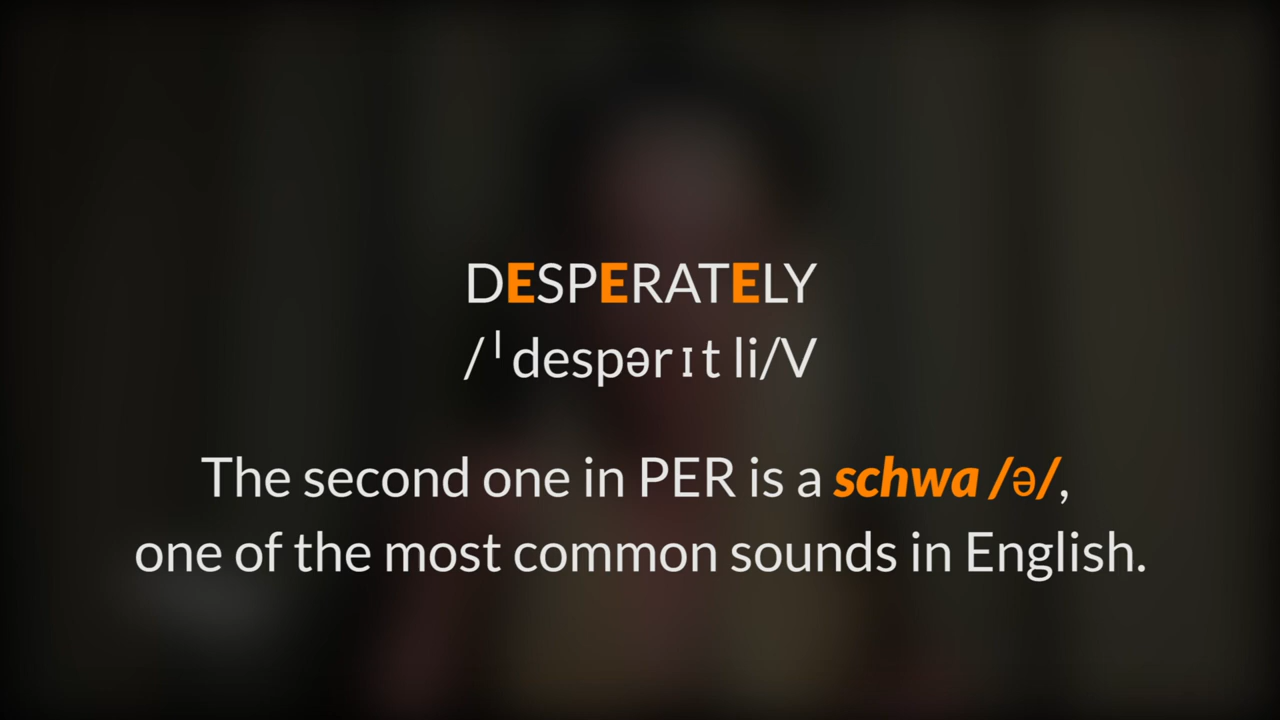 DESPERATELY
/ˈdespərɪt li/V
The second one in PER is a schwa /ə/,
one of the most common sounds in English.